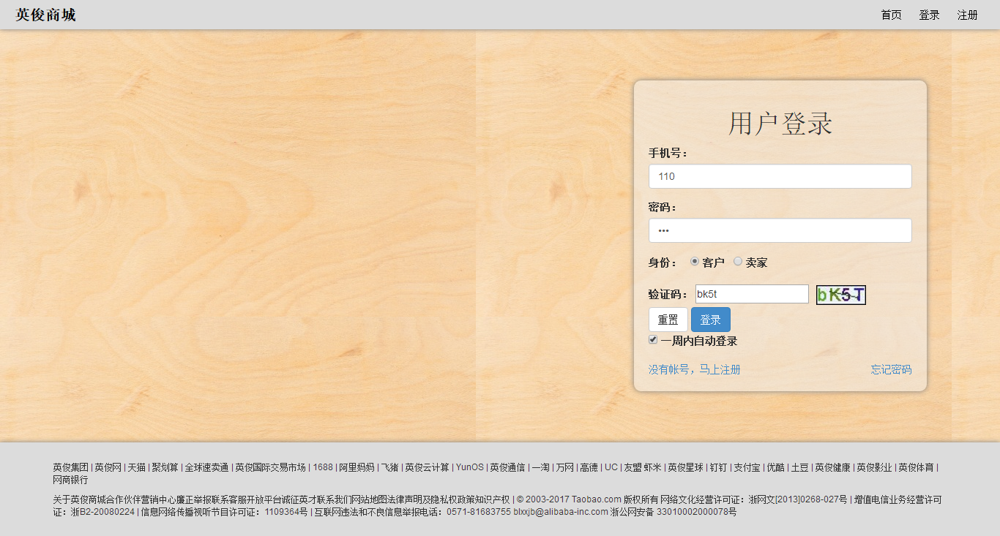 英俊商城
首页 登录 注册
用户登录
手机号：
110
密码：
•••
身份： 客户 卖家
验证码： bk5t bK5T
重置 登录
一周内自动登录
没有帐号，马上注册 忘记密码
英俊集团 | 英俊网 | 天猫 | 聚划算 | 全球速卖通 | 英俊国际交易市场 | 1688 | 阿里妈妈 | 飞猪 | 英俊云计算 | YunOS | 英俊通信 | 一淘 | 万网 | 高德 | UC | 友盟 虾米 | 英俊星球 | 钉钉 | 支付宝 | 优酷 | 土豆 | 英俊健康 | 英俊影业 | 英俊体育 |
网商银行
关于英俊商城合作伙伴营销中心廉正举报联系客服开放平台诚征英才联系我们网站地图法律声明及隐私权政策知识产权 | © 2003-2017 Taobao.com 版权所有 网络文化经营许可证：浙网文[2013]0268-027号 | 增值电信业务经营许可
证：浙B2-20080224 | 信息网络传播视听节目许可证：1109364号 | 互联网违法和不良信息举报电话：0571-81683755 blxxjb@alibaba-inc.com 浙公网安备 33010002000078号